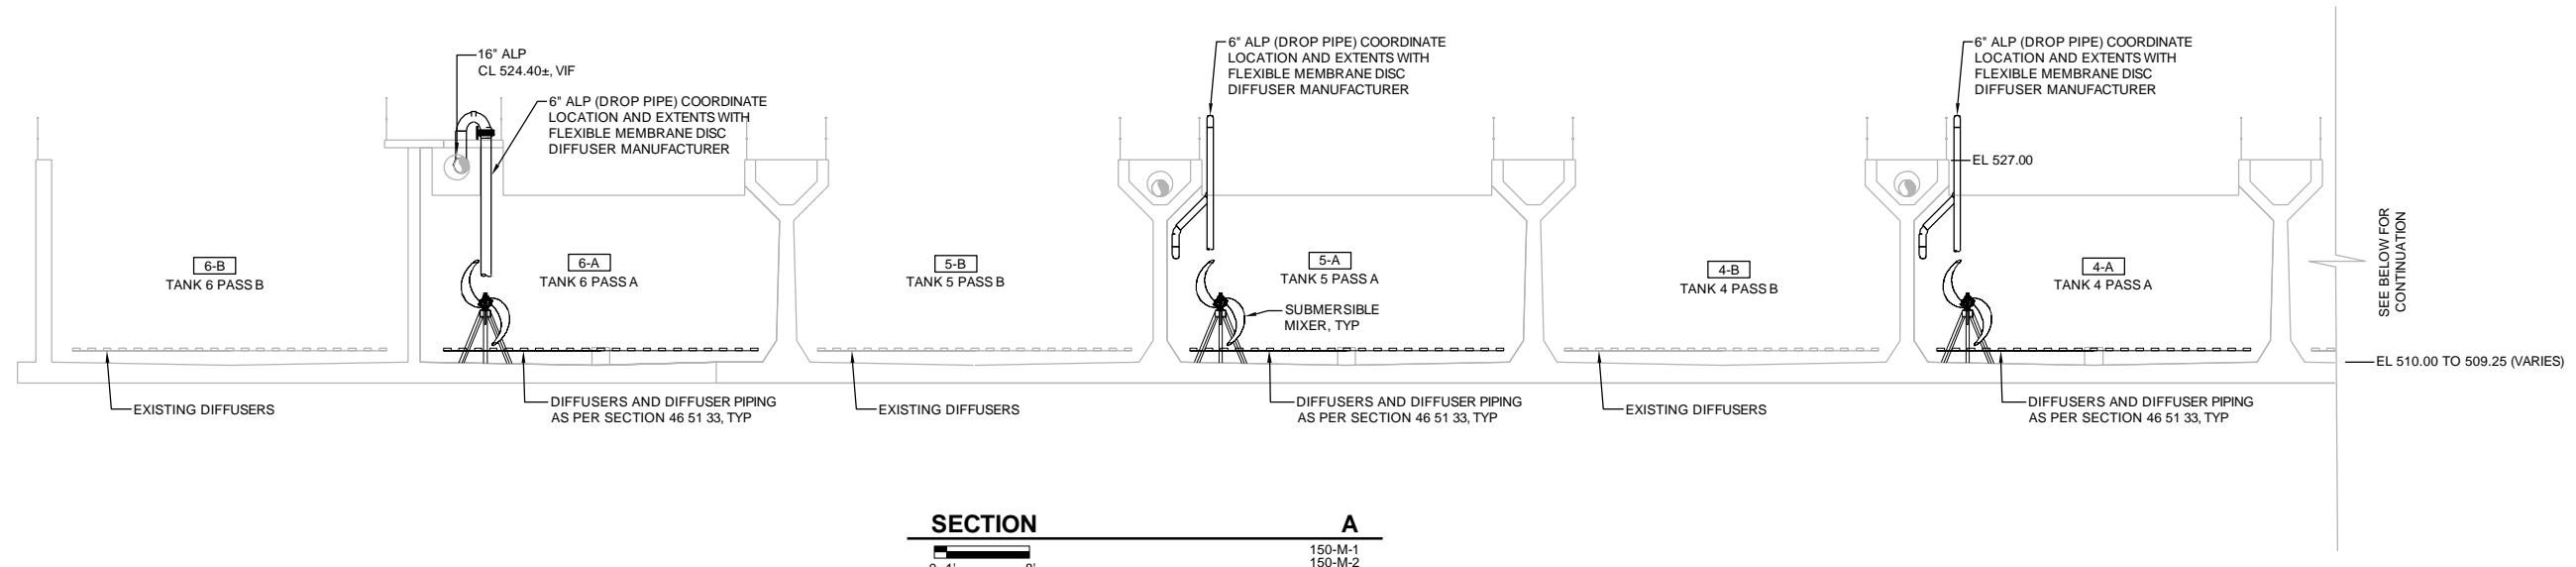 16" ALP
CL 524.40±, VIF
6" ALP (DROP PIPE) COORDINATE
LOCATION AND EXTENTS WITH
FLEXIBLE MEMBRANE DISC
DIFFUSER MANUFACTURER
6" ALP (DROP PIPE) COORDINATE
LOCATION AND EXTENTS WITH
FLEXIBLE MEMBRANE DISC
DIFFUSER MANUFACTURER
6" ALP (DROP PIPE) COORDINATE
LOCATION AND EXTENTS WITH
FLEXIBLE MEMBRANE DISC
DIFFUSER MANUFACTURER
EL 527.00
6-B
TANK 6 PASS B
6-A
TANK 6 PASS A
5-B
TANK 5 PASS B
5-A
TANK 5 PASS A
4-B
TANK 4 PASS B
4-A
TANK 4 PASS A
SUBMERSIBLE
MIXER, TYP
SEE BELOW FOR
CONTINUATION
EL 510.00 TO 509.25 (VARIES)
EXISTING DIFFUSERS
DIFFUSERS AND DIFFUSER PIPING
AS PER SECTION 46 51 33, TYP
EXISTING DIFFUSERS
DIFFUSERS AND DIFFUSER PIPING
AS PER SECTION 46 51 33, TYP
EXISTING DIFFUSERS
DIFFUSERS AND DIFFUSER PIPING
AS PER SECTION 46 51 33, TYP
SECTION A
150-M-1
150-M-2
0 1' 8'